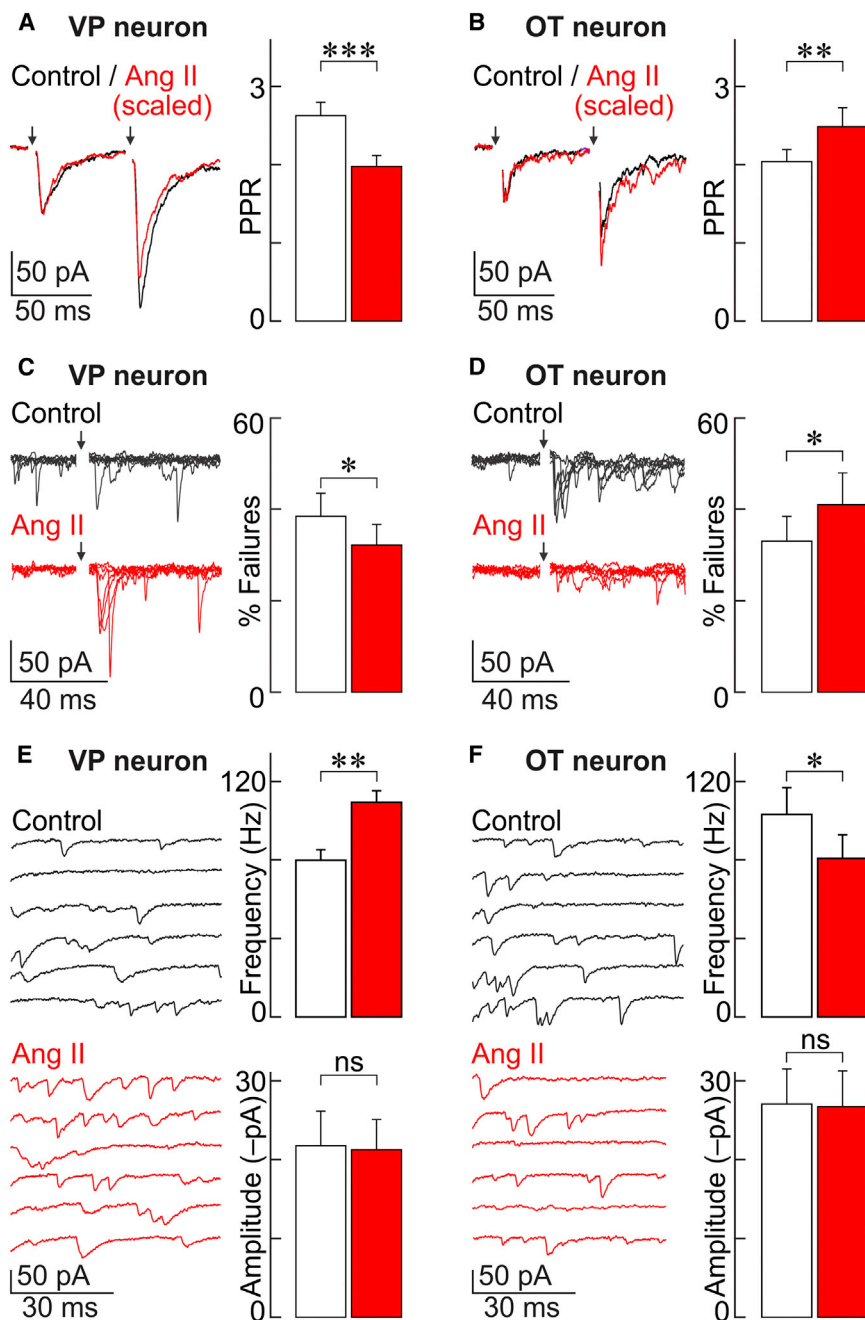 A
VP neuron
Control / Ang II
(scaled)
50 pA
50 ms
PPR
3
0
***
B
OT neuron
Control / Ang II
(scaled)
50 pA
50 ms
PPR
3
0
**
C
VP neuron
Control
Ang II
50 pA
40 ms
% Failures
60
0
*
D
OT neuron
Control
Ang II
50 pA
40 ms
% Failures
60
0
*
E
VP neuron
Control
Frequency (Hz)
120
0
**
Ang II
50 pA
30 ms
Amplitude (–pA)
30
0
ns
F
OT neuron
Control
Frequency (Hz)
120
0
*
Ang II
50 pA
30 ms
Amplitude (–pA)
30
0
ns